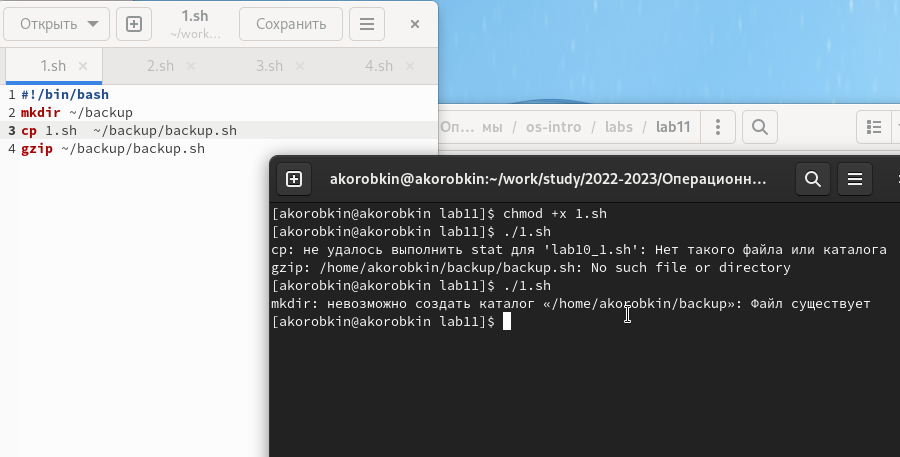 Открыть
1.sh
~/work...
Сохранить
1.sh
2.sh
3.sh
4.sh
1 #!/bin/bash
2 mkdir ~/backup
3 cp 1.sh  ~/backup/backup.sh
4 gzip ~/backup/backup.sh
Оп... мы / os-intro / labs / lab11
akorobkin@akorobkin:~/work/study/2022-2023/Операционн...
[akorobkin@akorobkin lab11]$ chmod +x 1.sh
[akorobkin@akorobkin lab11]$ ./1.sh
cp: не удалось выполнить stat для 'lab10_1.sh': Нет такого файла или каталога
gzip: /home/akorobkin/backup/backup.sh: No such file or directory
[akorobkin@akorobkin lab11]$ ./1.sh
mkdir: невозможно создать каталог «/home/akorobkin/backup»: Файл существует
[akorobkin@akorobkin lab11]$